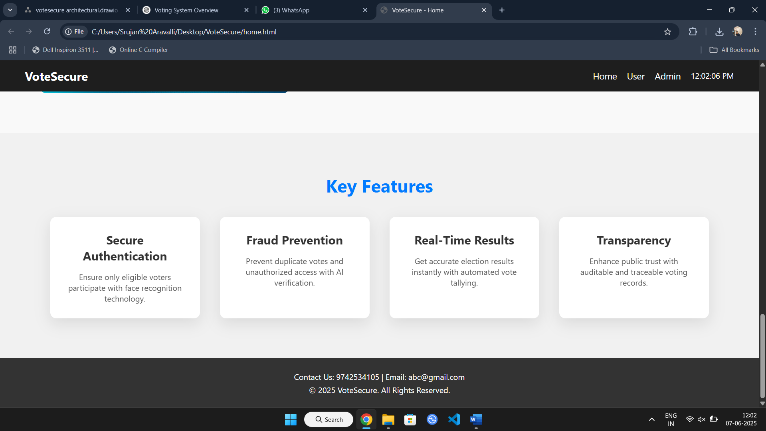 votesecure architectural.drawio
Voting System Overview
(3) WhatsApp
VoteSecure - Home
File
C:/Users/Srujan%20Aravalli/Desktop/VoteSecure/home.html
Dell Inspiron 3511 |...
Online C Compiler
All Bookmarks
VoteSecure
Home User Admin 12:02:06 PM
Key Features
Secure
Authentication
Ensure only eligible voters
participate with face recognition
technology.
Fraud Prevention
Prevent duplicate votes and
unauthorized access with AI
verification.
Real-Time Results
Get accurate election results
instantly with automated vote
tallying.
Transparency
Enhance public trust with
auditable and traceable voting
records.
Contact Us: 9742534105 | Email: abc@gmail.com
© 2025 VoteSecure. All Rights Reserved.
Search
ENG
IN
12:02
07-06-2025